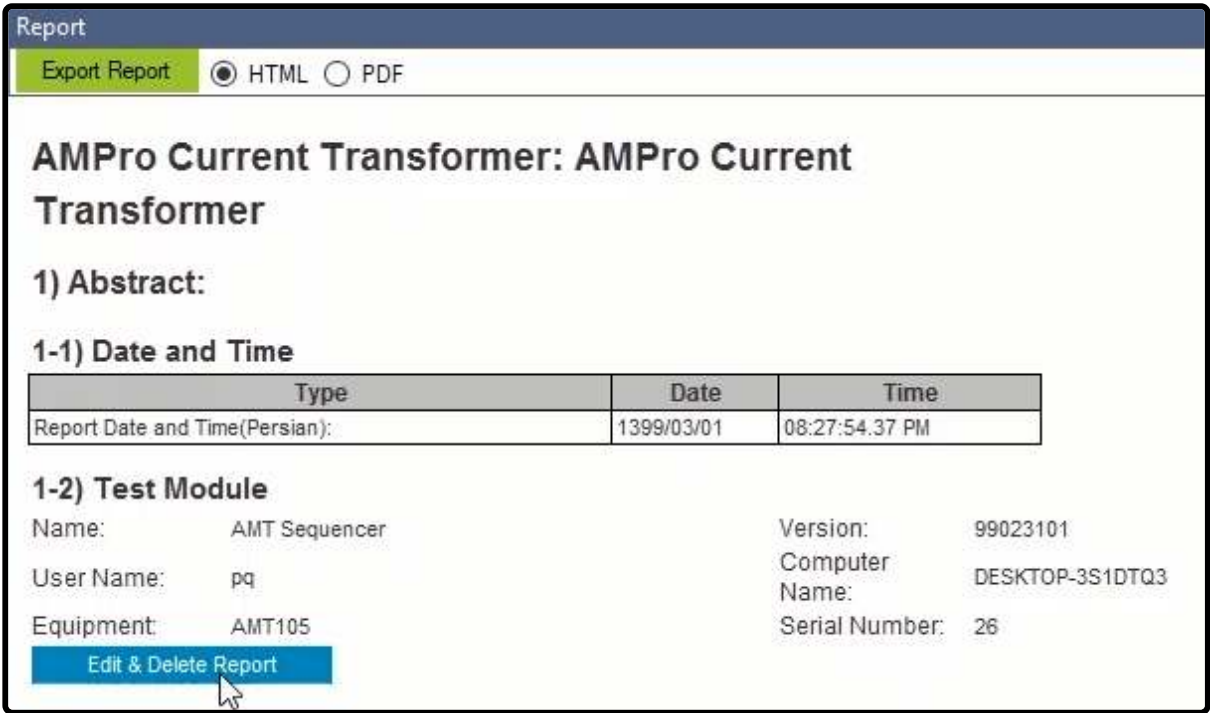 Report
Export Report HTML PDF
AMPro Current Transformer: AMPro Current
Transformer
1) Abstract:
1-1) Date and Time
Type Date Time
Report Date and Time(Persian): 1399/03/01 08:27:54.37 PM
1-2) Test Module
Name: AMT Sequencer Version: 99023101
User Name: pq Computer Name: DESKTOP-3S1DTQ3
Equipment: AMT105 Serial Number: 26
Edit & Delete Report